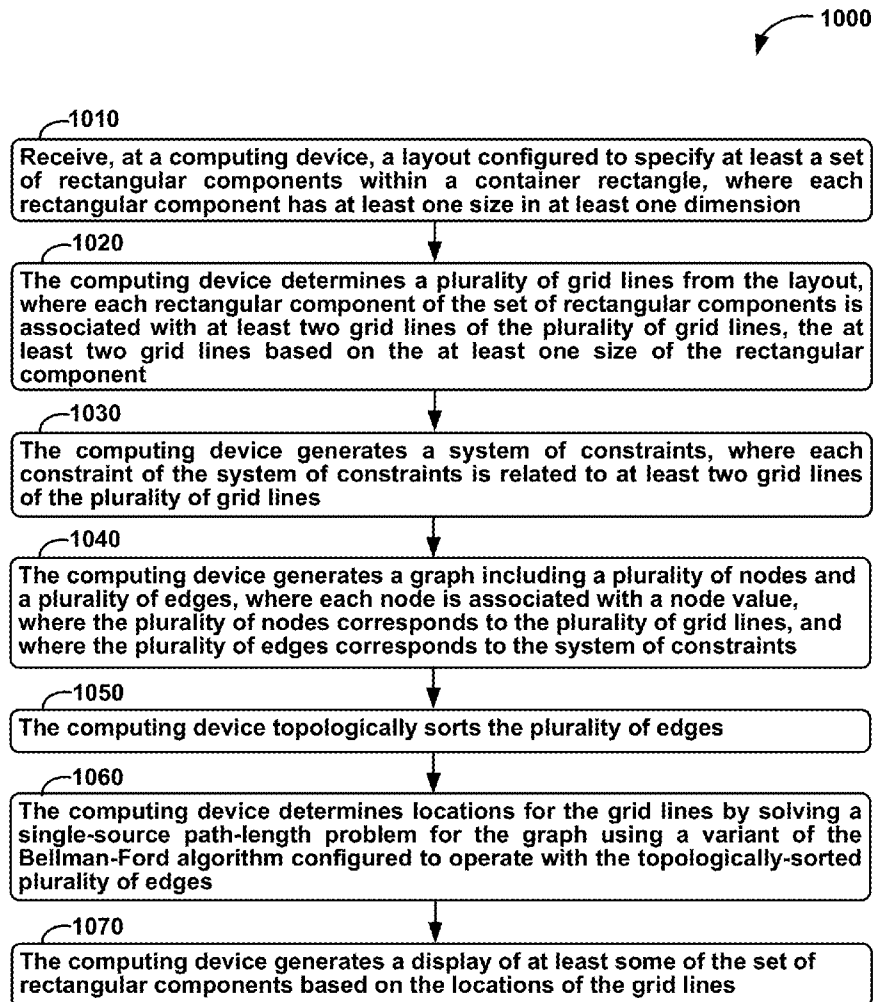 1000
1010
Receive, at a computing device, a layout configured to specify at least a set
of rectangular components within a container rectangle, where each
rectangular component has at least one size in at least one dimension
1020
The computing device determines a plurality of grid lines from the layout,
where each rectangular component of the set of rectangular components is
associated with at least two grid lines of the plurality of grid lines, the at
least two grid lines based on the at least one size of the rectangular
component
1030
The computing device generates a system of constraints, where each
constraint of the system of constraints is related to at least two grid lines
of the plurality of grid lines
1040
The computing device generates a graph including a plurality of nodes and
a plurality of edges, where each node is associated with a node value,
where the plurality of nodes corresponds to the plurality of grid lines, and
where the plurality of edges corresponds to the system of constraints
1050
The computing device topologically sorts the plurality of edges
1060
The computing device determines locations for the grid lines by solving a
single-source path-length problem for the graph using a variant of the
Bellman-Ford algorithm configured to operate with the topologically-sorted
plurality of edges
1070
The computing device generates a display of at least some of the set of
rectangular components based on the locations of the grid lines